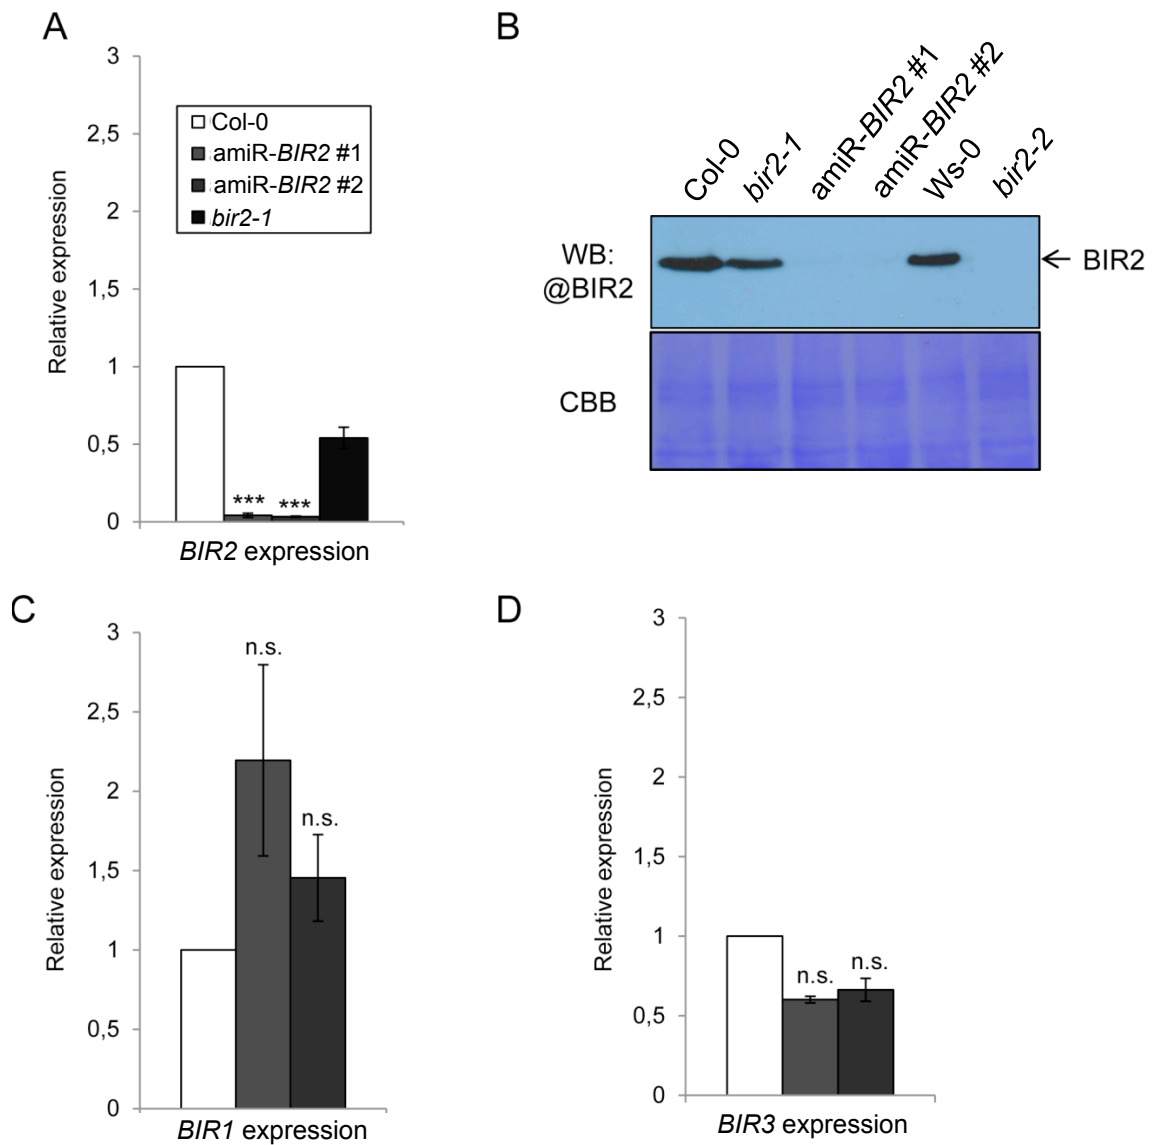 A
3
2,5
2
1,5
1
0,5
0
Relative expression
Col-0
amiR-BIR2 #1
amiR-BIR2 #2
bir2-1
***
***
BIR2 expression
B
Col-0
bir2-1
amiR-BIR2 #1
amiR-BIR2 #2
Ws-0
bir2-2
WB:
@BIR2
BIR2
CBB
C
3
2,5
2
1,5
1
0,5
0
Relative expression
n.s.
n.s.
BIR1 expression
D
3
2,5
2
1,5
1
0,5
0
Relative expression
n.s.
n.s.
BIR3 expression